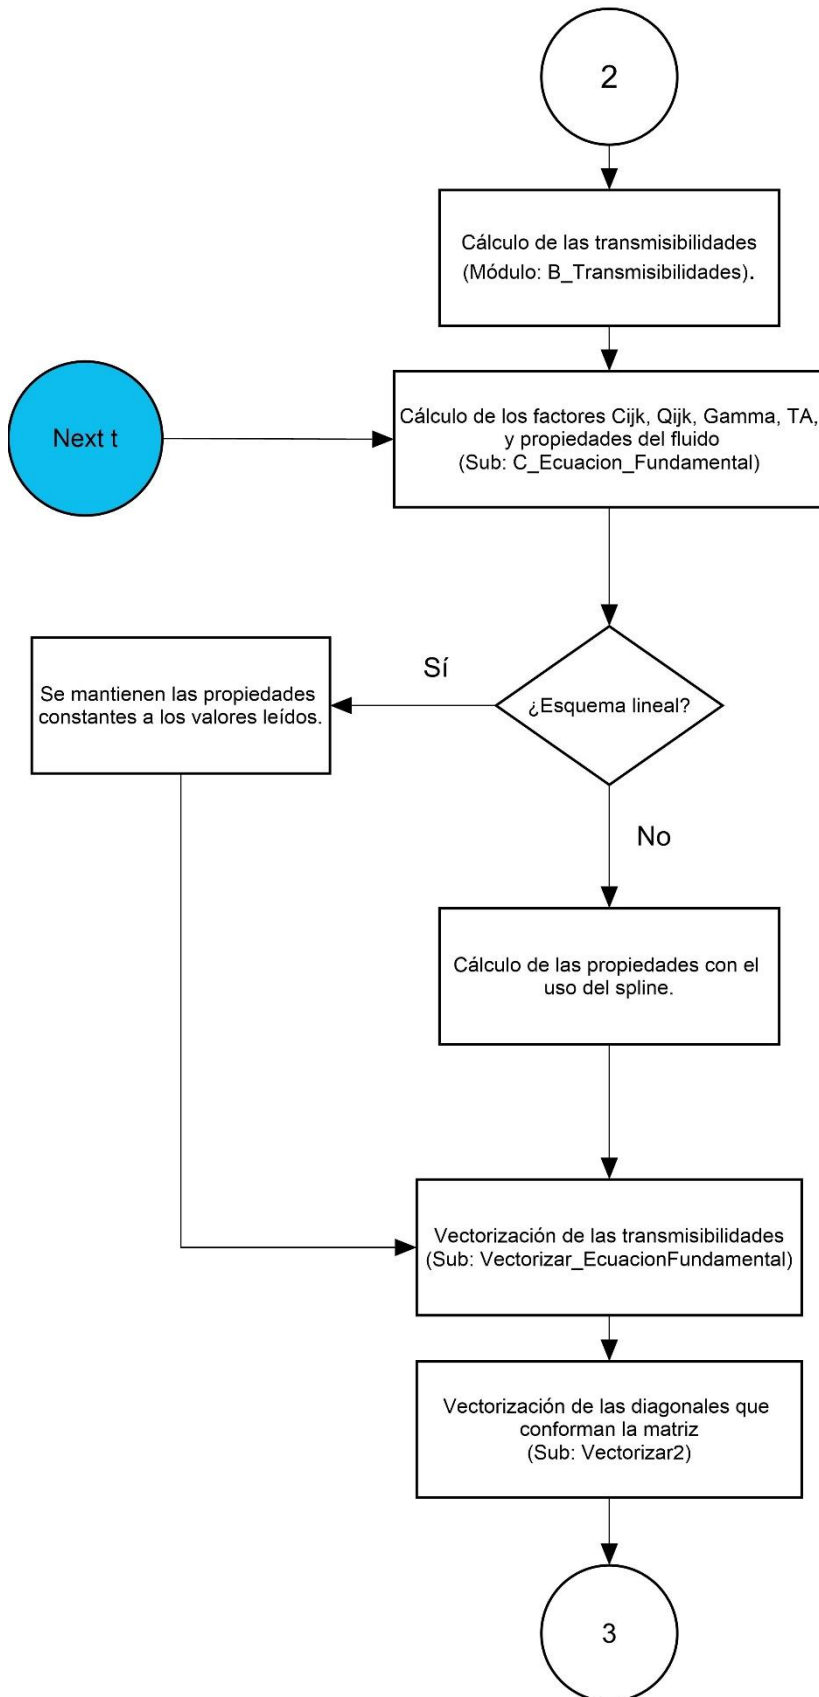 2
Cálculo de las transmisibilidades
(Módulo: B_Transmisibilidades).
Next t
Cálculo de los factores Cijk, Qijk, Gamma, TA,
y propiedades del fluido
(Sub: C_Ecuacion_Fundamental)
Sí
Se mantienen las propiedades
constantes a los valores leídos.
¿Esquema lineal?
No
Cálculo de las propiedades con el
uso del spline.
Vectorización de las transmisibilidades
(Sub: Vectorizar_EcuacionFundamental)
Vectorización de las diagonales que
conforman la matriz
(Sub: Vectorizar2)
3